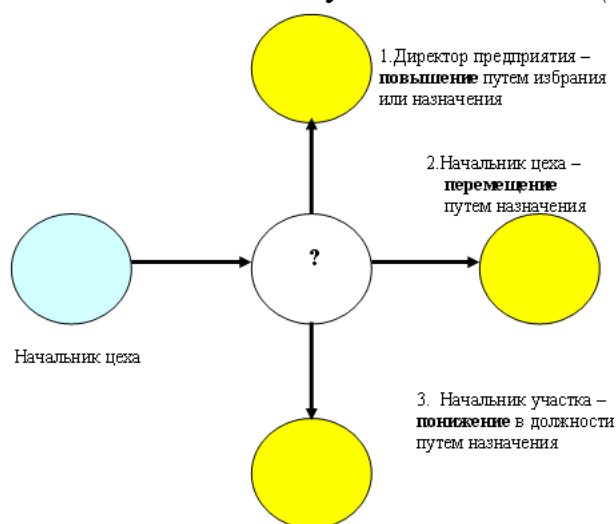 1.Директор предприятия –
повышение путем избрания
или назначения
2.Начальник цеха –
перемещение
путем назначения
?
Начальник цеха
3. Начальник участка –
понижение в должности
путем назначения